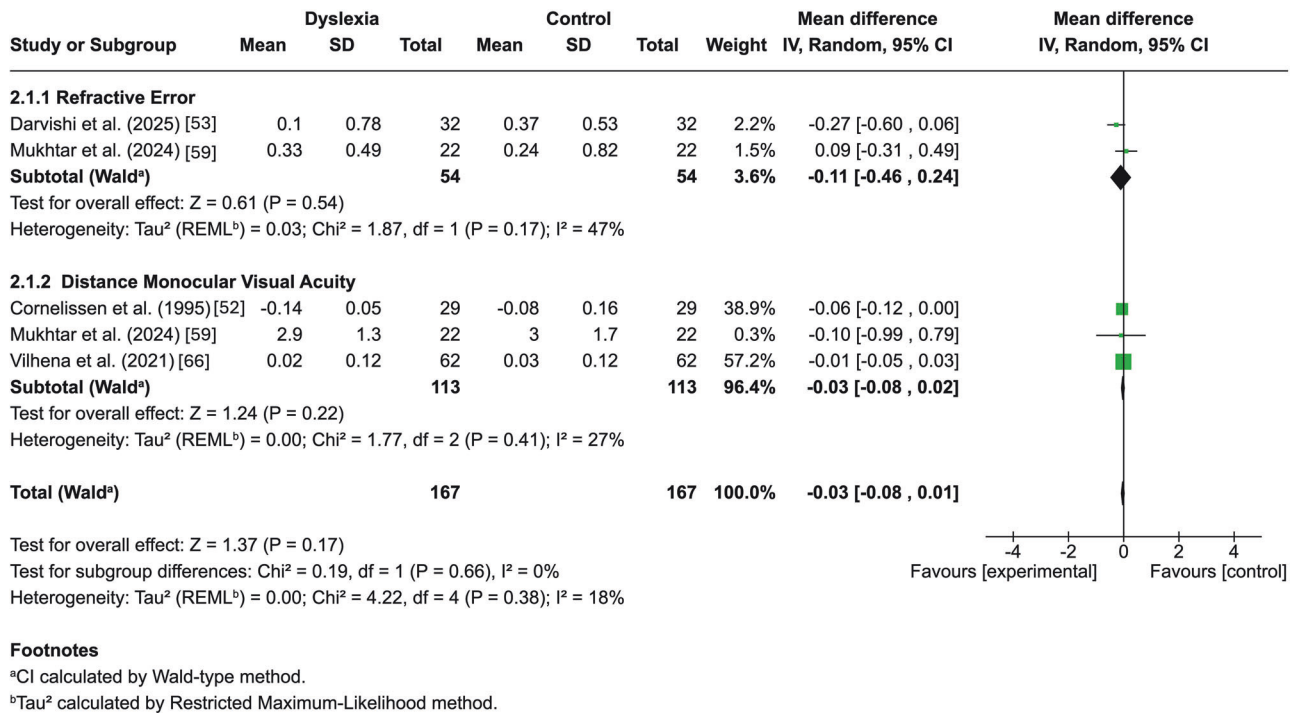 Dyslexia Control Mean difference Mean difference
Study or Subgroup Mean SD Total Mean SD Total Weight IV, Random, 95% CI IV, Random, 95% CI
2.1.1 Refractive Error
Darvishi et al. (2025) [53] 0.1 0.78 32 0.37 0.53 32 2.2% -0.27 [-0.60 , 0.06]
Mukhtar et al. (2024) [59] 0.33 0.49 22 0.24 0.82 22 1.5% 0.09 [-0.31 , 0.49]
Subtotal (Waldᵃ) 54 54 3.6% -0.11 [-0.46 , 0.24]
Test for overall effect: Z = 0.61 (P = 0.54)
Heterogeneity: Tau² (REMLᵇ) = 0.03; Chi² = 1.87, df = 1 (P = 0.17); I² = 47%
2.1.2 Distance Monocular Visual Acuity
Cornelissen et al. (1995) [52] -0.14 0.05 29 -0.08 0.16 29 38.9% -0.06 [-0.12 , 0.00]
Mukhtar et al. (2024) [59] 2.9 1.3 22 3 1.7 22 0.3% -0.10 [-0.99 , 0.79]
Vilhena et al. (2021) [66] 0.02 0.12 62 0.03 0.12 62 57.2% -0.01 [-0.05 , 0.03]
Subtotal (Waldᵃ) 113 113 96.4% -0.03 [-0.08 , 0.02]
Test for overall effect: Z = 1.24 (P = 0.22)
Heterogeneity: Tau² (REMLᵇ) = 0.00; Chi² = 1.77, df = 2 (P = 0.41); I² = 27%
Total (Waldᵃ) 167 167 100.0% -0.03 [-0.08 , 0.01]
Test for overall effect: Z = 1.37 (P = 0.17)
-4 -2 0 2 4
Test for subgroup differences: Chi² = 0.19, df = 1 (P = 0.66), I² = 0%
Favours [experimental] Favours [control]
Heterogeneity: Tau² (REMLᵇ) = 0.00; Chi² = 4.22, df = 4 (P = 0.38); I² = 18%
Footnotes
ᵃCI calculated by Wald-type method.
ᵇTau² calculated by Restricted Maximum-Likelihood method.